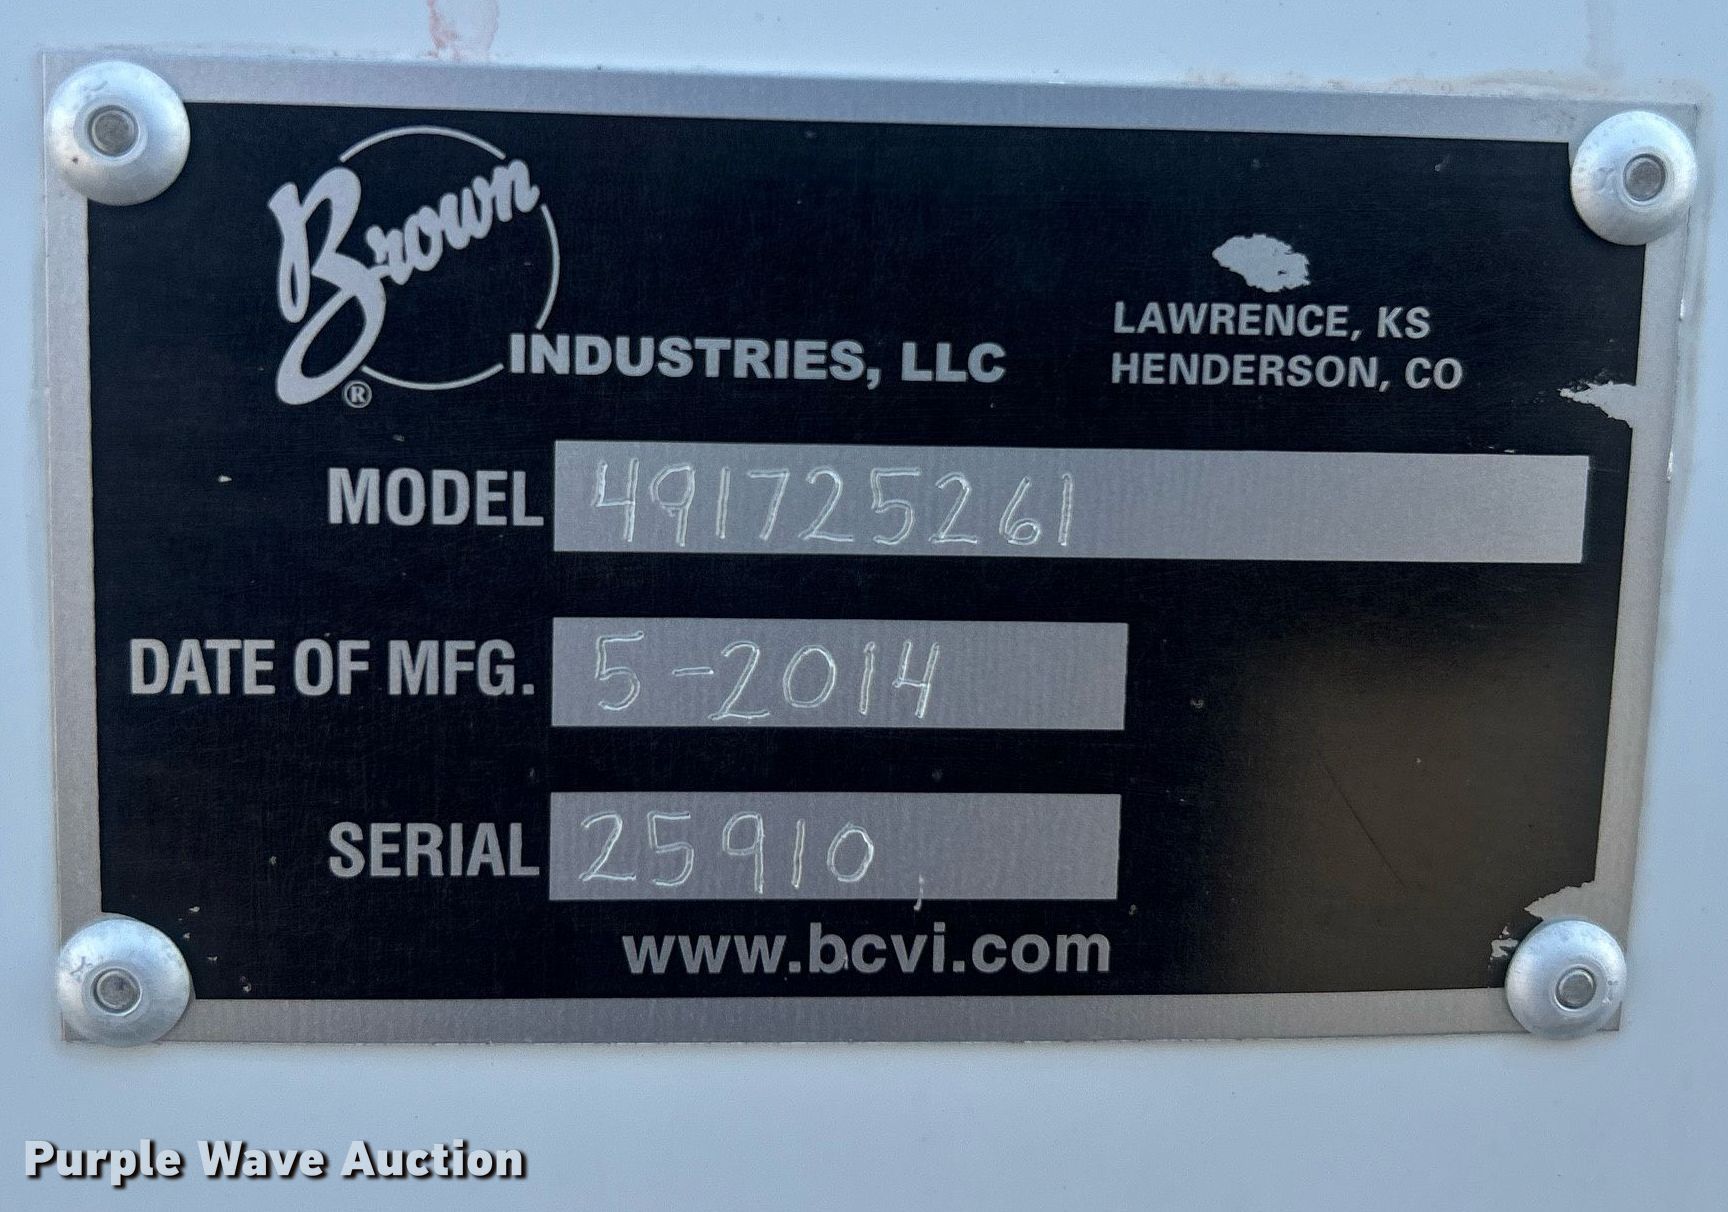 Brown
®
INDUSTRIES, LLC
LAWRENCE, KS
HENDERSON, CO
MODEL 491725261
DATE OF MFG. 5-2014
SERIAL 25910
www.bcvi.com
Purple Wave Auction